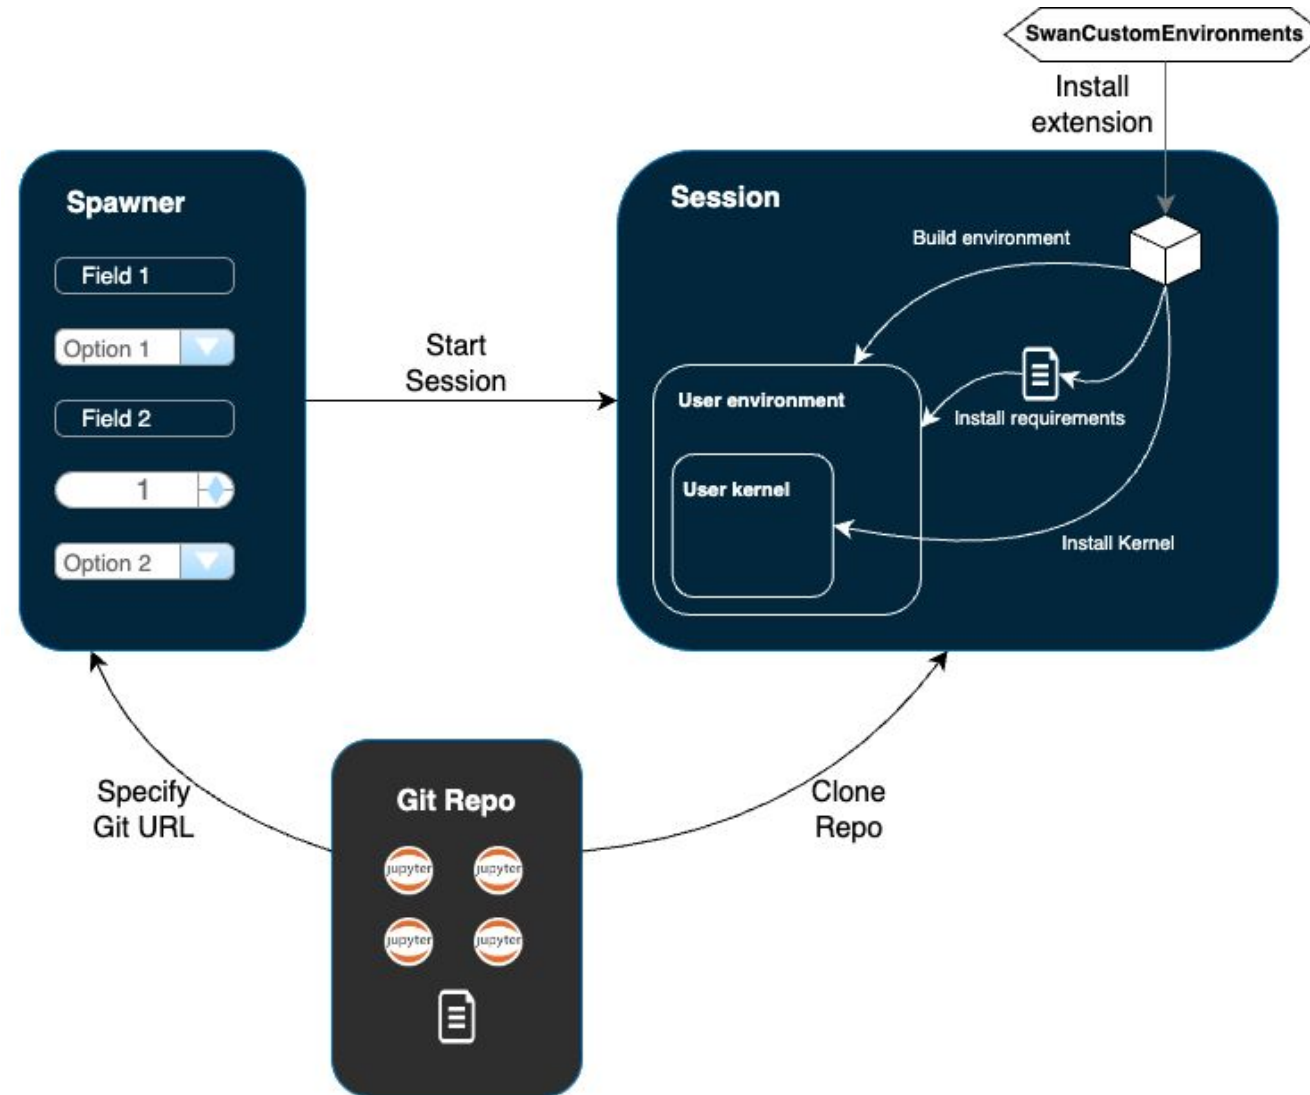 SwanCustomEnvironments
Install
extension
Spawner
Field 1
Option 1
Field 2
1
Option 2
Start
Session
Session
Build environment
User environment
Install requirements
User kernel
Install Kernel
Specify
Git URL
Git Repo
jupyter
jupyter
jupyter
jupyter
Clone
Repo